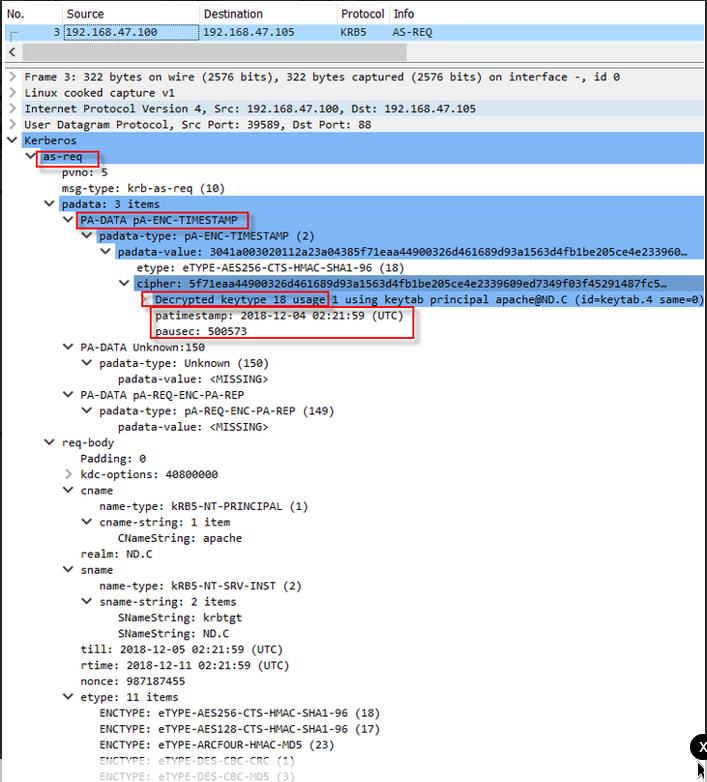 No. Source Destination Protocol Info
3 192.168.47.100 192.168.47.105 KRB5 AS-REQ
Frame 3: 322 bytes on wire (2576 bits), 322 bytes captured (2576 bits) on interface -, id 0
Linux cooked capture v1
Internet Protocol Version 4, Src: 192.168.47.100, Dst: 192.168.47.105
User Datagram Protocol, Src Port: 39589, Dst Port: 88
Kerberos
as-req
pvno: 5
msg-type: krb-as-req (10)
padata: 3 items
PA-DATA pA-ENC-TIMESTAMP
padata-type: pA-ENC-TIMESTAMP (2)
padata-value: 3041a003020112a23a04385f71eaa44900326d461689d93a1563d4fb1be205ce4e233960…
etype: eTYPE-AES256-CTS-HMAC-SHA1-96 (18)
cipher: 5f71eaa44900326d461689d93a1563d4fb1be205ce4e2339609ed7349f03f45291487fc5…
Decrypted keytype 18 usage 1 using keytab principal apache@ND.C (id=keytab.4 same=0)
patimestamp: 2018-12-04 02:21:59 (UTC)
pausec: 500573
PA-DATA Unknown:150
padata-type: Unknown (150)
padata-value: <MISSING>
PA-DATA pA-REQ-ENC-PA-REP
padata-type: pA-REQ-ENC-PA-REP (149)
padata-value: <MISSING>
req-body
Padding: 0
kdc-options: 40800000
cname
name-type: kRB5-NT-PRINCIPAL (1)
cname-string: 1 item
CNameString: apache
realm: ND.C
sname
name-type: kRB5-NT-SRV-INST (2)
sname-string: 2 items
SNameString: krbtgt
SNameString: ND.C
till: 2018-12-05 02:21:59 (UTC)
rtime: 2018-12-11 02:21:59 (UTC)
nonce: 987187455
etype: 11 items
ENCTYPE: eTYPE-AES256-CTS-HMAC-SHA1-96 (18)
ENCTYPE: eTYPE-AES128-CTS-HMAC-SHA1-96 (17)
ENCTYPE: eTYPE-ARCFOUR-HMAC-MD5 (23)
ENCTYPE: eTYPE-DES-CBC-CRC (1)
ENCTYPE: eTYPE-DES-CBC-MD5 (3)
X